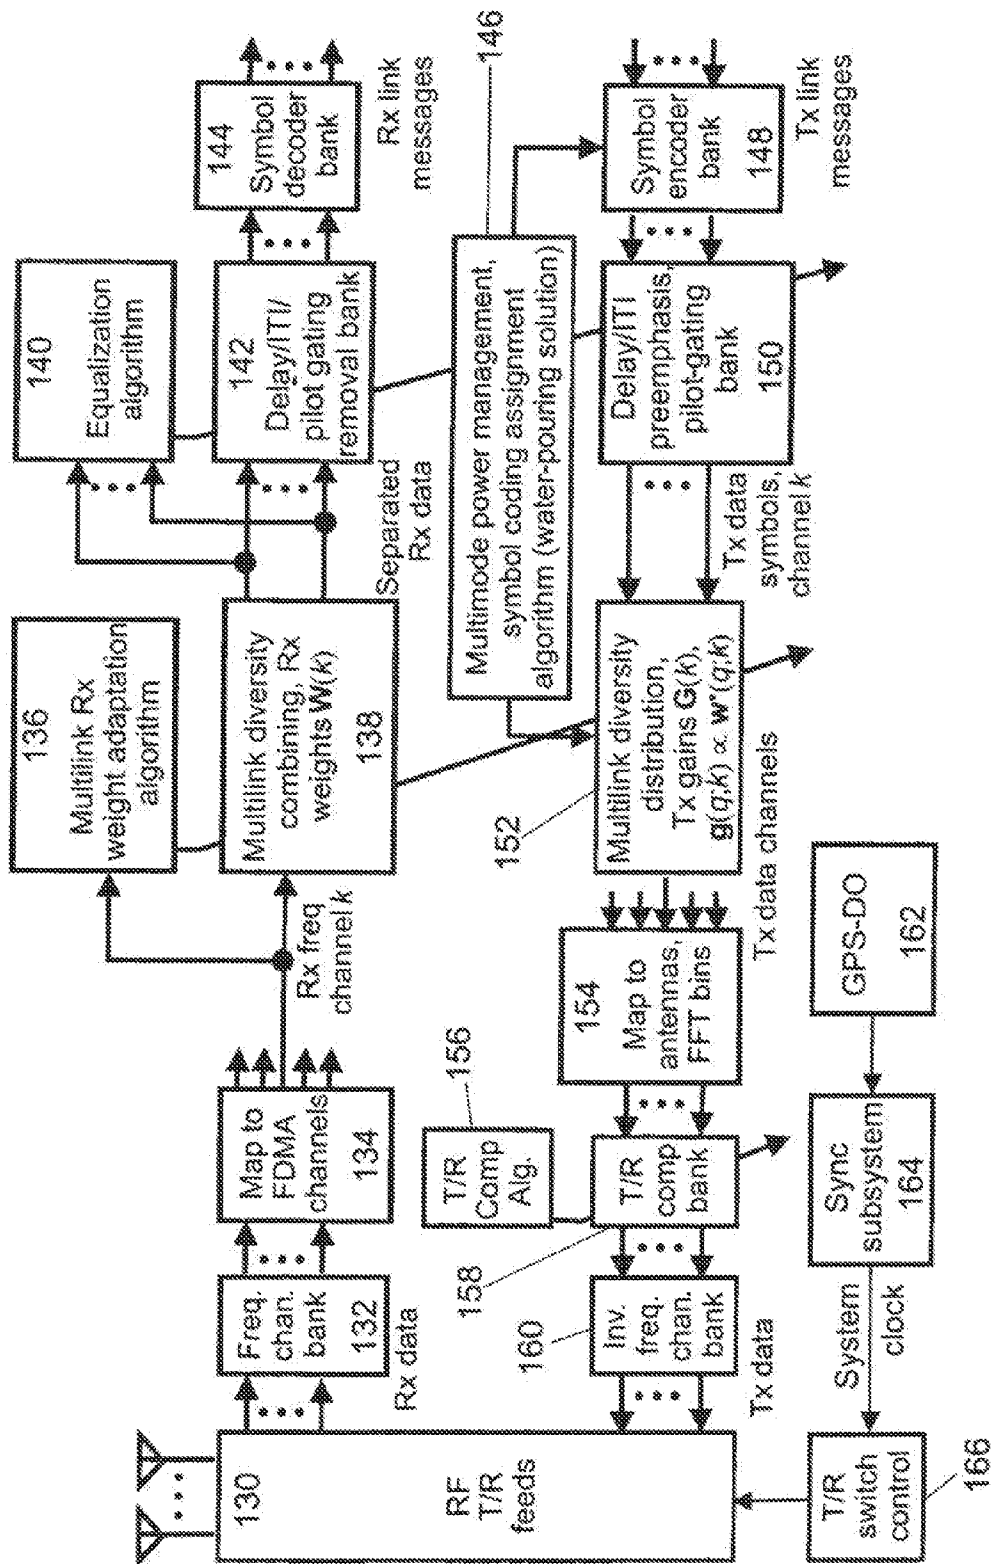 130
RF
T/R
feeds
Freq.
chan.
bank
132
Rx data
Map to
FDMA
channels
134
Rx freq
channel k
136
Multilink Rx
weight adaptation
algorithm
Multilink diversity
combining, Rx
weights W(k)
138
Separated
Rx data
140
Equalization
algorithm
142
Delay/ITI/
pilot gating
removal bank
144
Symbol
decoder
bank
Rx link
messages
146
Multimode power management,
symbol coding assignment
algorithm (water-pouring solution)
Symbol
encoder
bank
148
Tx link
messages
Delay/ITI
preemphasis,
pilot-gating
bank
150
Tx data
symbols,
channel k
152
Multilink diversity
distribution,
Tx gains G(k),
g(q;k) ∝ w*(q;k)
Tx data channels
154
Map to
antennas,
FFT bins
156
T/R
Comp
Alg.
158
T/R
comp
bank
160
Inv.
freq.
chan.
bank
Tx data
GPS-DO
162
Sync
subsystem
164
System
clock
T/R
switch
control
166